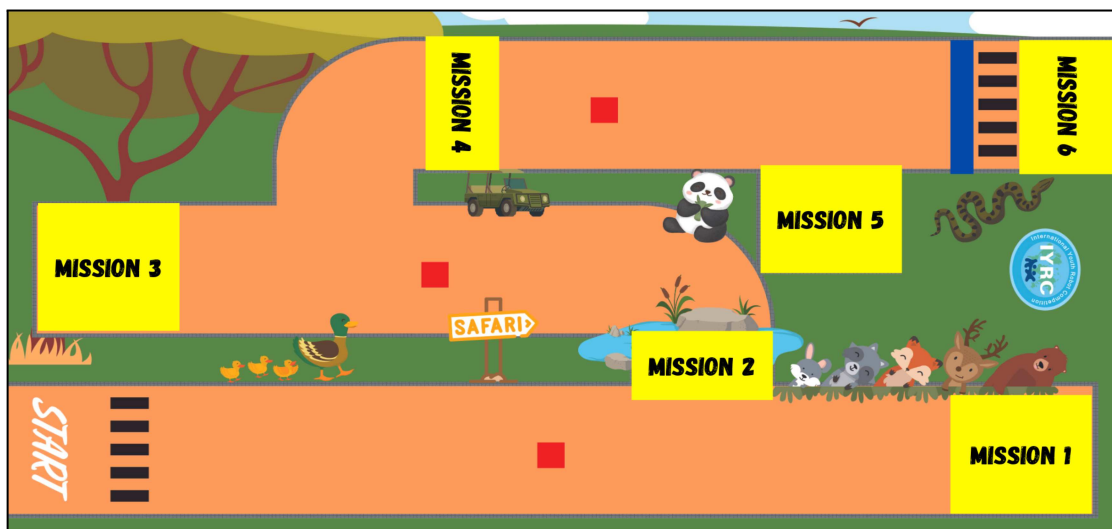 MISSION 4
MISSION 6
MISSION 5
MISSION 3
International Youth Robot Competition
IYRC
SAFARI
MISSION 2
START
MISSION 1